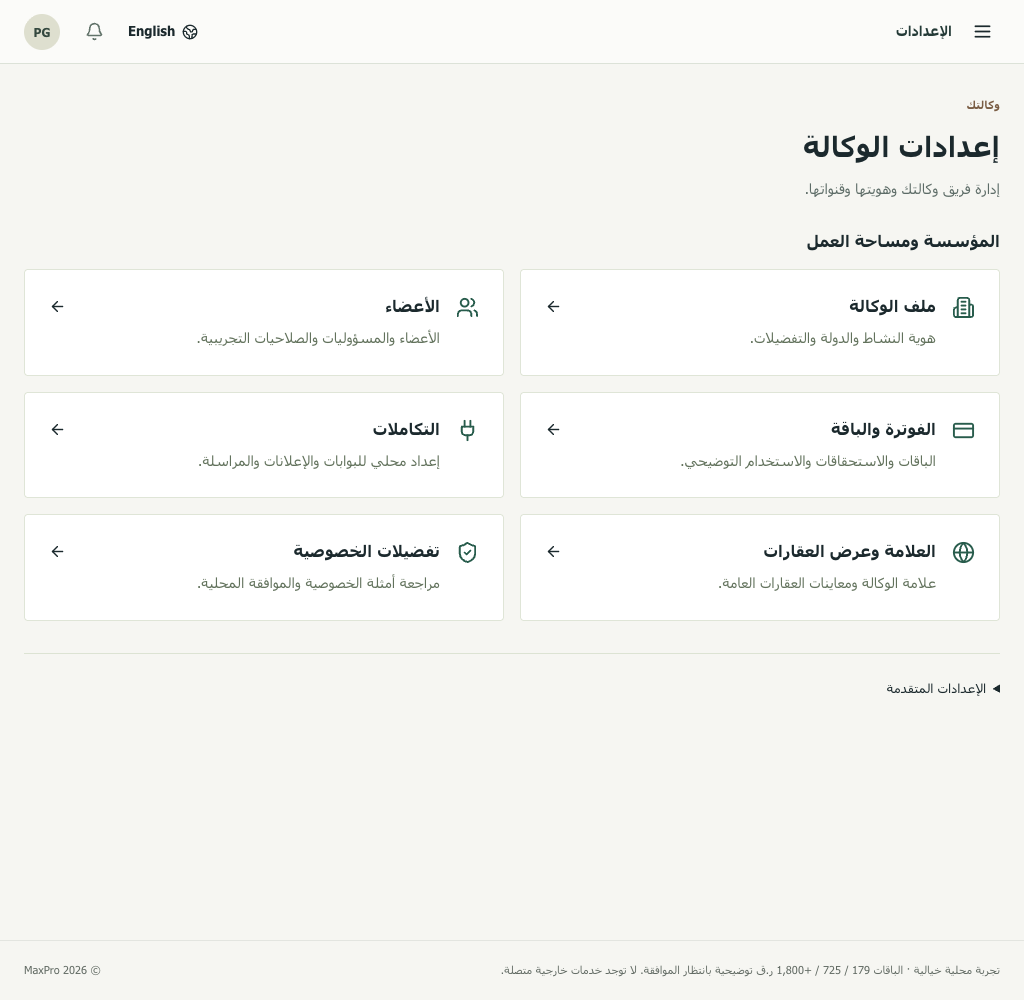 الإعدادات
English
PG
وكالتك
إعدادات الوكالة
إدارة فريق وكالتك وهويتها وقنواتها.
المؤسسة ومساحة العمل
ملف الوكالة
هوية النشاط والدولة والتفضيلات.
الأعضاء
الأعضاء والمسؤوليات والصلاحيات التجريبية.
الفوترة والباقة
الباقات والاستحقاقات والاستخدام التوضيحي.
التكاملات
إعداد محلي للبوابات والإعلانات والمراسلة.
العلامة وعرض العقارات
علامة الوكالة ومعاينات العقارات العامة.
تفضيلات الخصوصية
مراجعة أمثلة الخصوصية والموافقة المحلية.
الإعدادات المتقدمة
تجربة محلية خيالية · الباقات 179 / 725 / 1,800+ ر.ق توضيحية بانتظار الموافقة. لا توجد خدمات خارجية متصلة.
© 2026 MaxPro